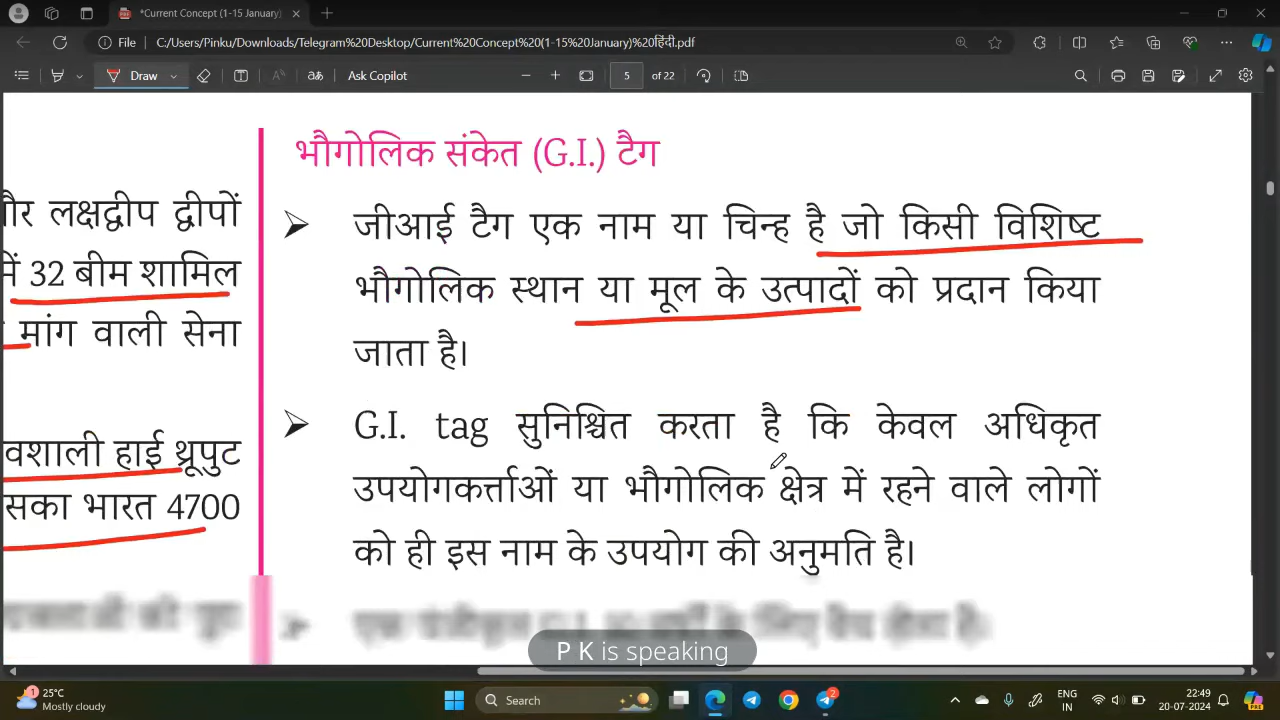 *Current Concept (1-15 January)
File C:/Users/Pinku/Downloads/Telegram%20Desktop/Current%20Concept(1-15%20January)%20हिंदी.pdf
Draw Ask Copilot 5 of 22
ौर लक्षद्वीप द्वीपों
में 32 बीम शामिल
मांग वाली सेना
वशाली हाई थ्रूपुट
सका भारत 4700
भौगोलिक संकेत (G.I.) टैग
➢ जीआई टैग एक नाम या चिन्ह है जो किसी विशिष्ट
भौगोलिक स्थान या मूल के उत्पादों को प्रदान किया
जाता है।
➢ G.I. tag सुनिश्चित करता है कि केवल अधिकृत
उपयोगकर्त्ताओं या भौगोलिक क्षेत्र में रहने वाले लोगों
को ही इस नाम के उपयोग की अनुमति है।
P K is speaking
1 25°C
Mostly cloudy
Search
2
ENG
IN
22:49
20-07-2024